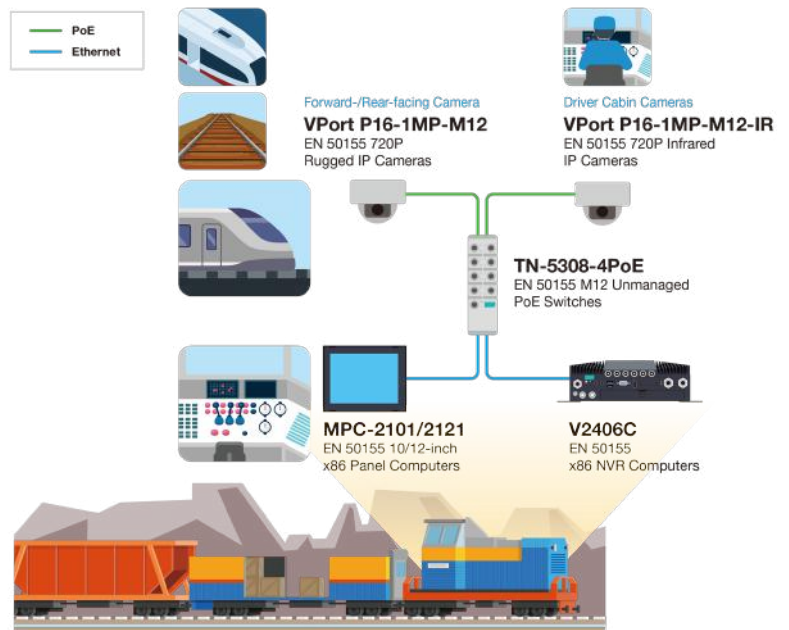 PoE
Ethernet
Forward-/Rear-facing Camera
VPort P16-1MP-M12
EN 50155 720P
Rugged IP Cameras
Driver Cabin Cameras
VPort P16-1MP-M12-IR
EN 50155 720P Infrared
IP Cameras
TN-5308-4PoE
EN 50155 M12 Unmanaged
PoE Switches
MPC-2101/2121
EN 50155 10/12-inch
x86 Panel Computers
V2406C
EN 50155
x86 NVR Computers